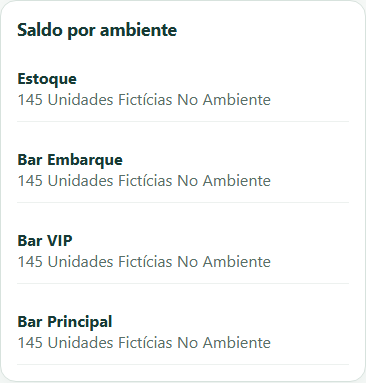 Saldo por ambiente
Estoque
145 Unidades Fictícias No Ambiente
Bar Embarque
145 Unidades Fictícias No Ambiente
Bar VIP
145 Unidades Fictícias No Ambiente
Bar Principal
145 Unidades Fictícias No Ambiente